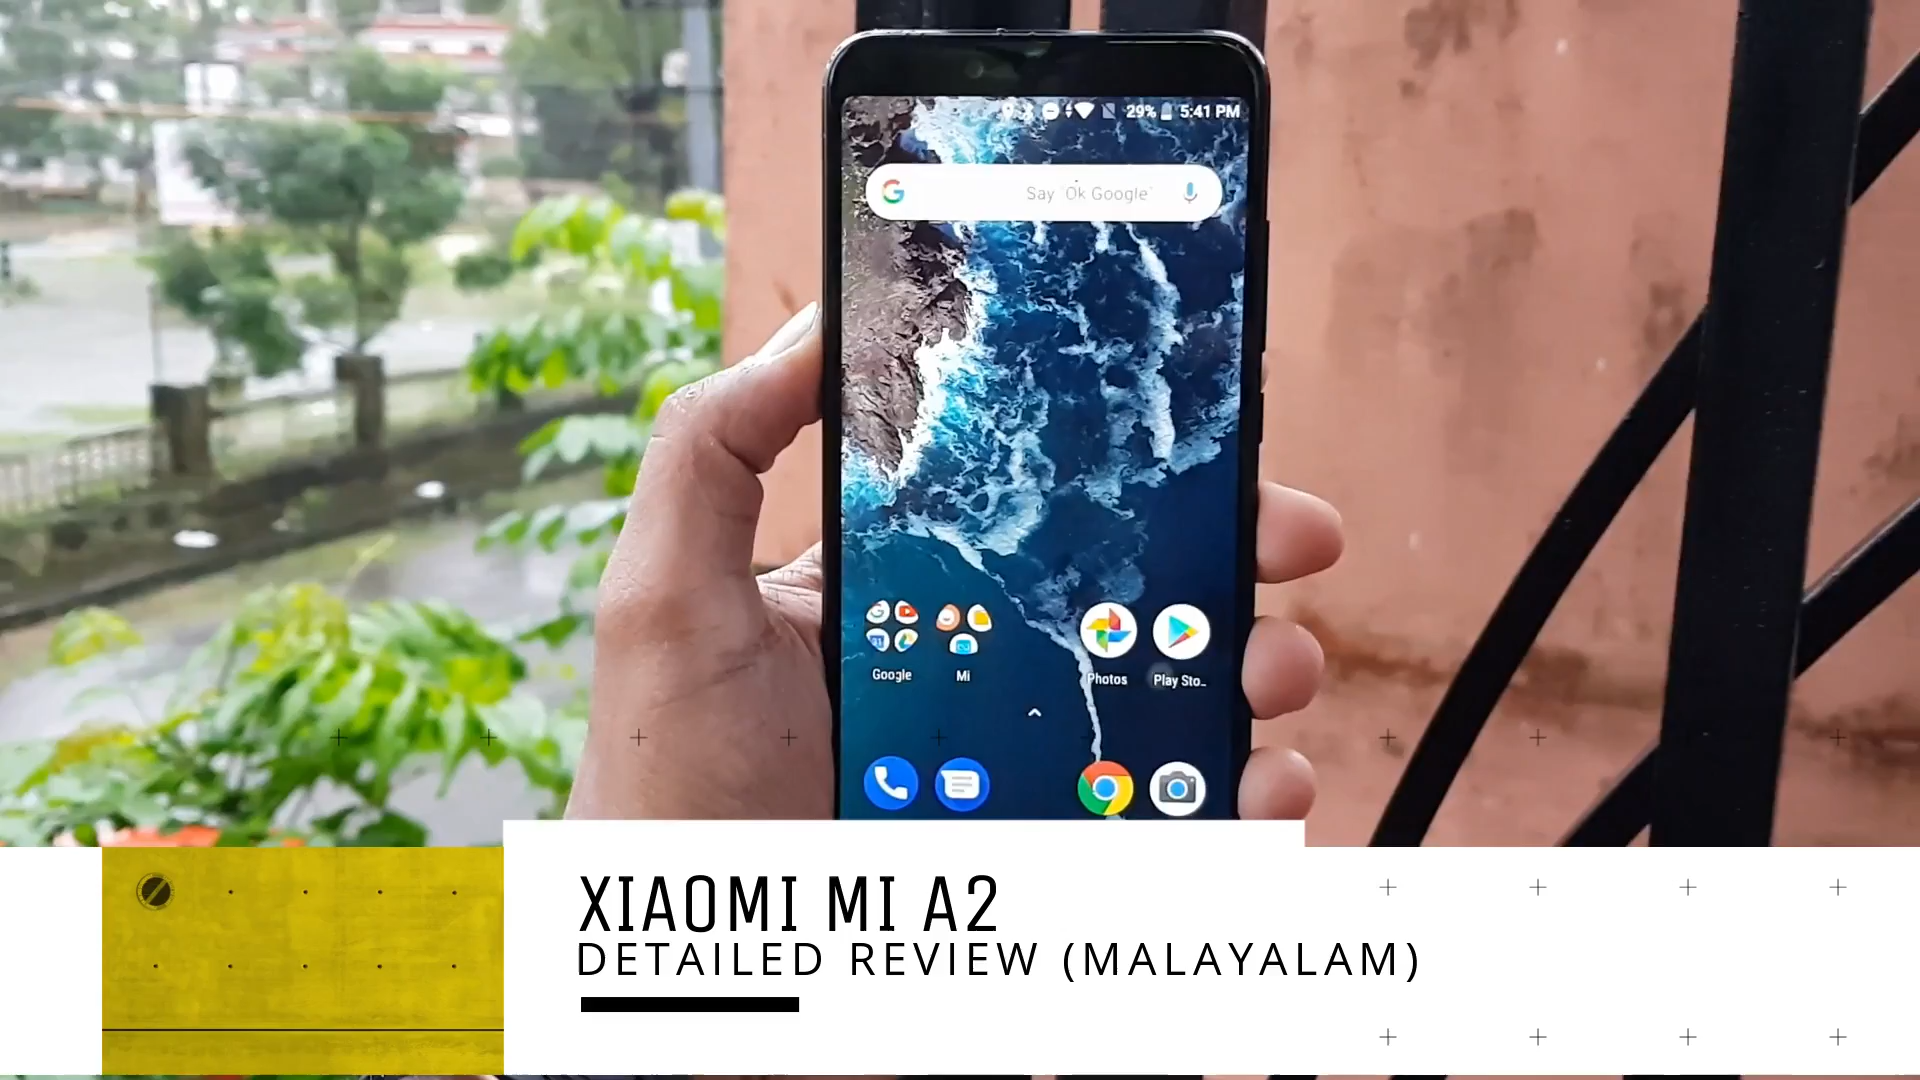 29% 5:41 PM
Say "Ok Google"
Google Mi Photos Play Sto…
XIAOMI MI A2
DETAILED REVIEW (MALAYALAM)